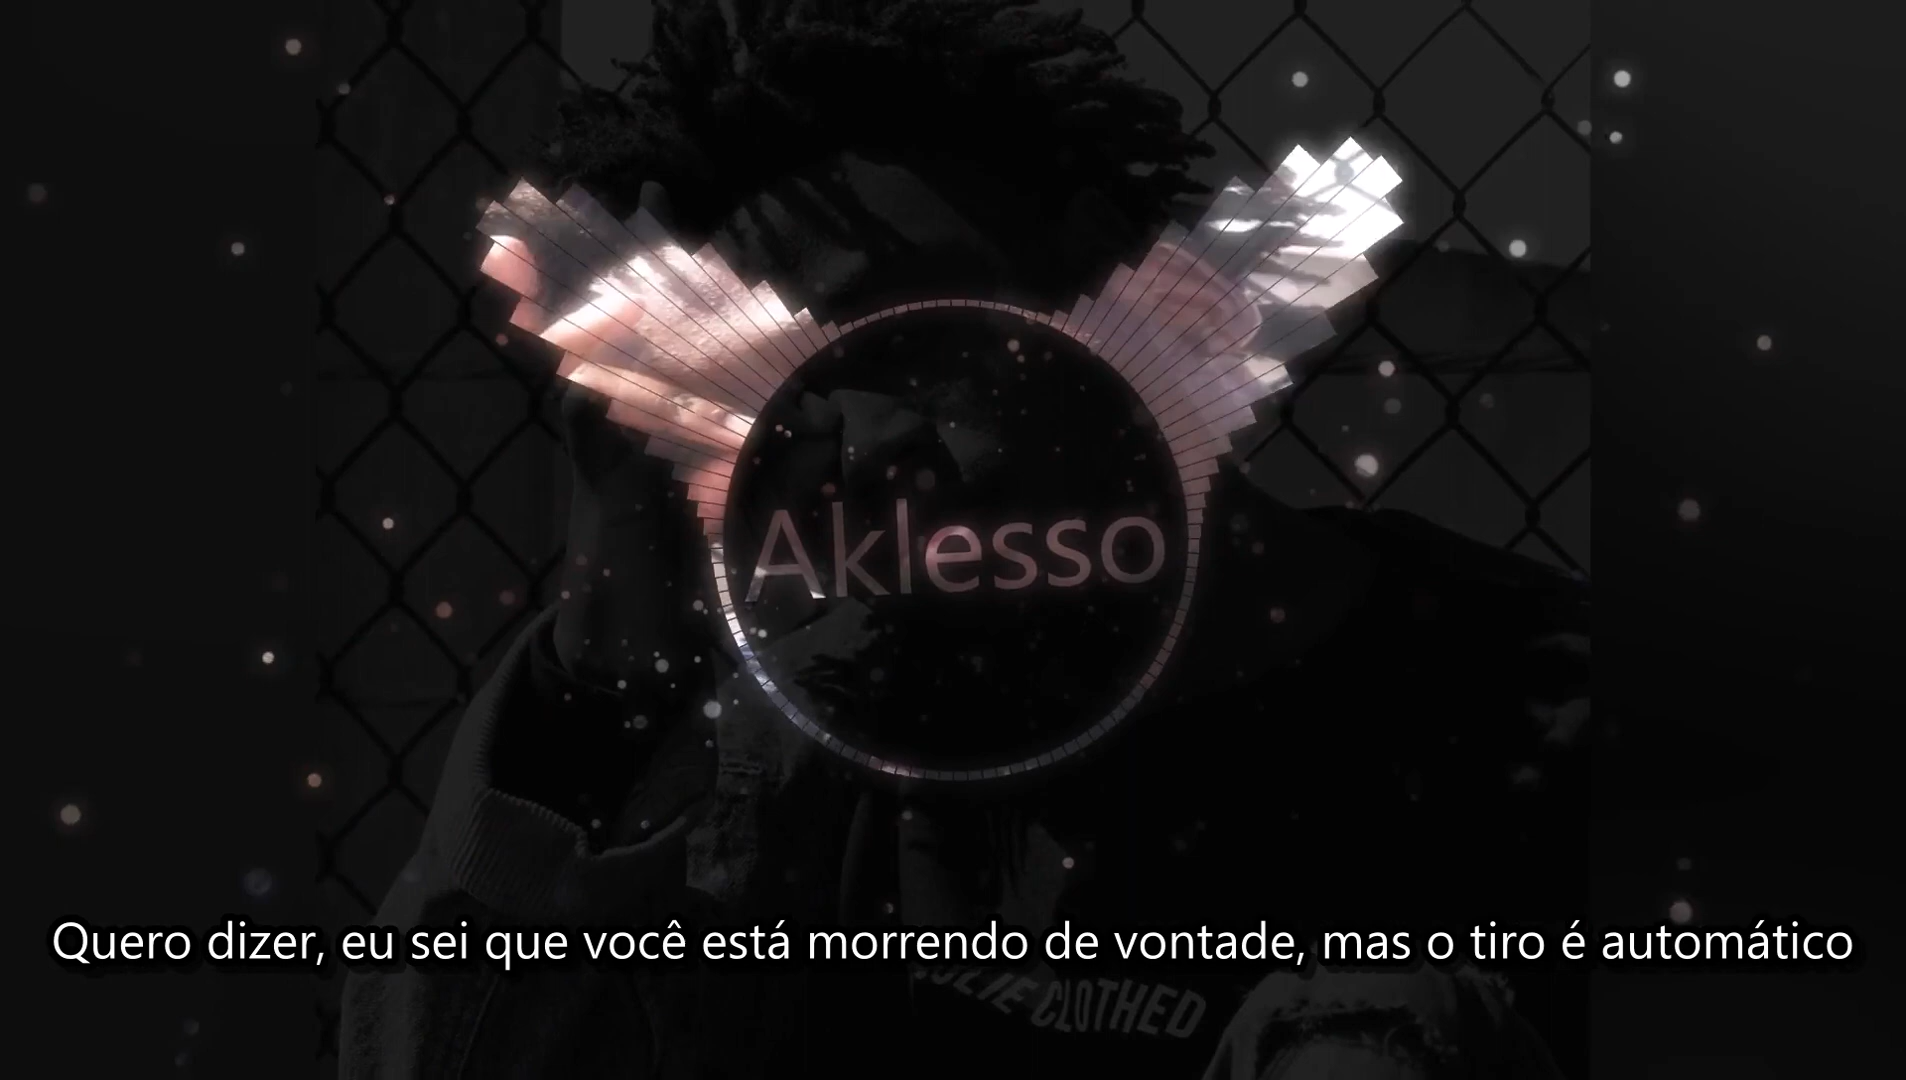 Aklesso
Quero dizer, eu sei que você está morrendo de vontade, mas o tiro é automático
CLOTHED